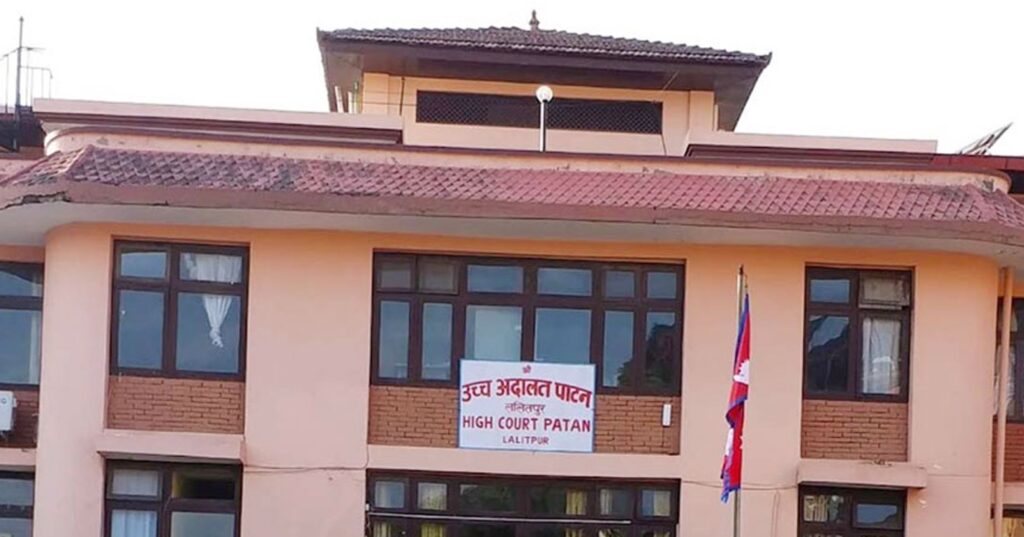 श्री
उच्च अदालत पाटन
ललितपुर
HIGH COURT PATAN
LALITPUR